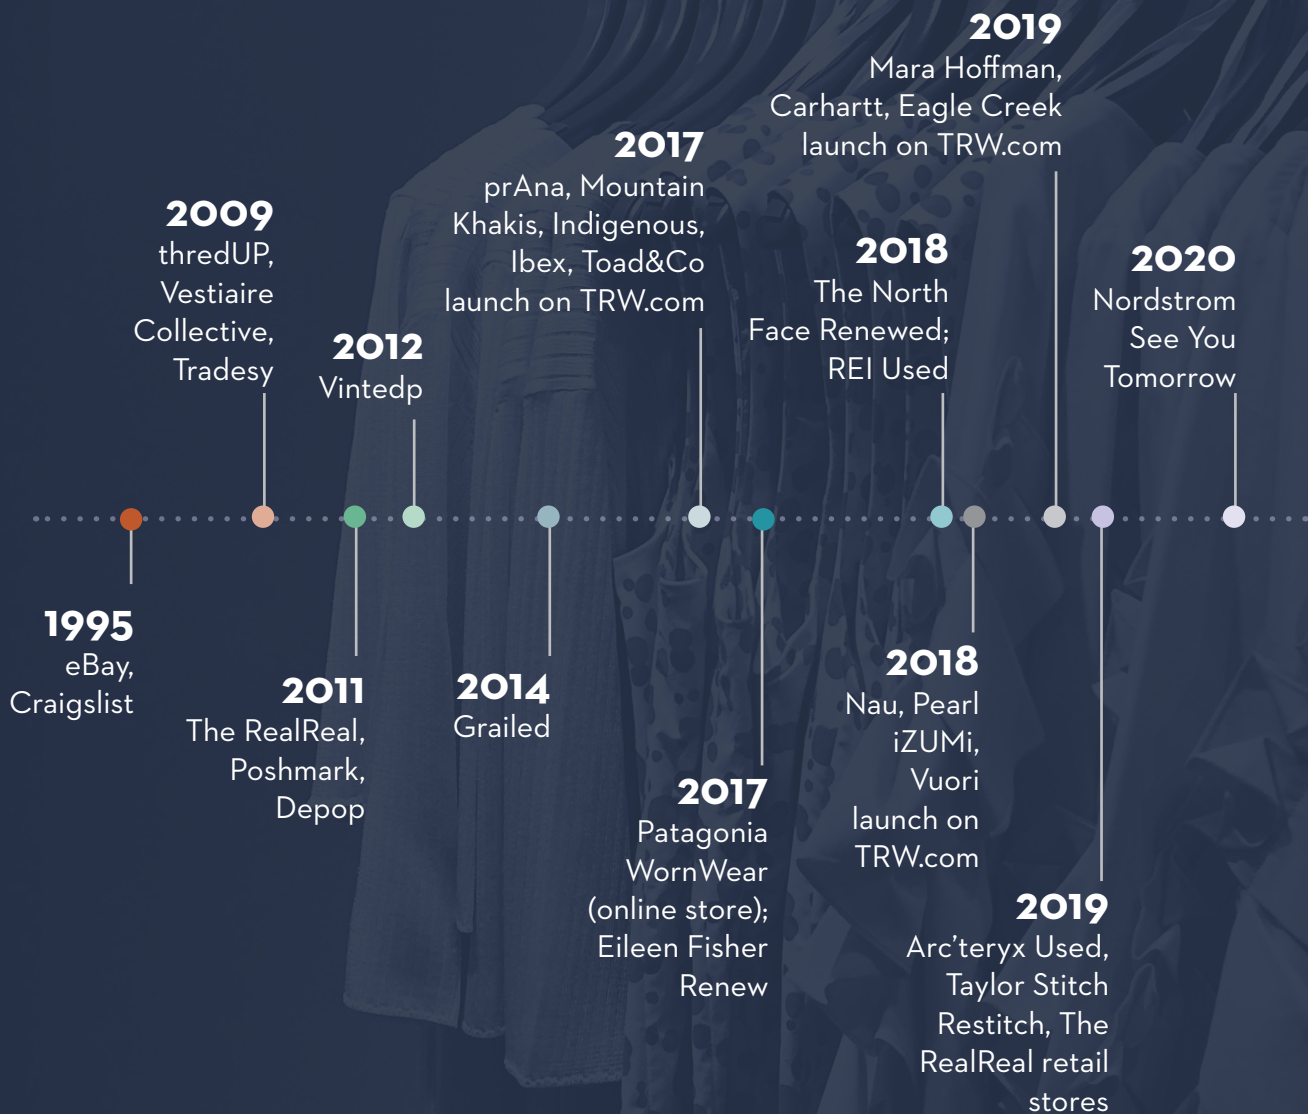 1995
eBay,
Craigslist
2009
thredUP,
Vestiaire
Collective,
Tradesy
2011
The RealReal,
Poshmark,
Depop
2012
Vintedp
2014
Grailed
2017
prAna, Mountain
Khakis, Indigenous,
Ibex, Toad&Co
launch on TRW.com
2017
Patagonia
WornWear
(online store);
Eileen Fisher
Renew
2018
The North
Face Renewed;
REI Used
2018
Nau, Pearl
iZUMi,
Vuori
launch on
TRW.com
2019
Mara Hoffman,
Carhartt, Eagle Creek
launch on TRW.com
2019
Arc’teryx Used,
Taylor Stitch
Restitch, The
RealReal retail
stores
2020
Nordstrom
See You
Tomorrow